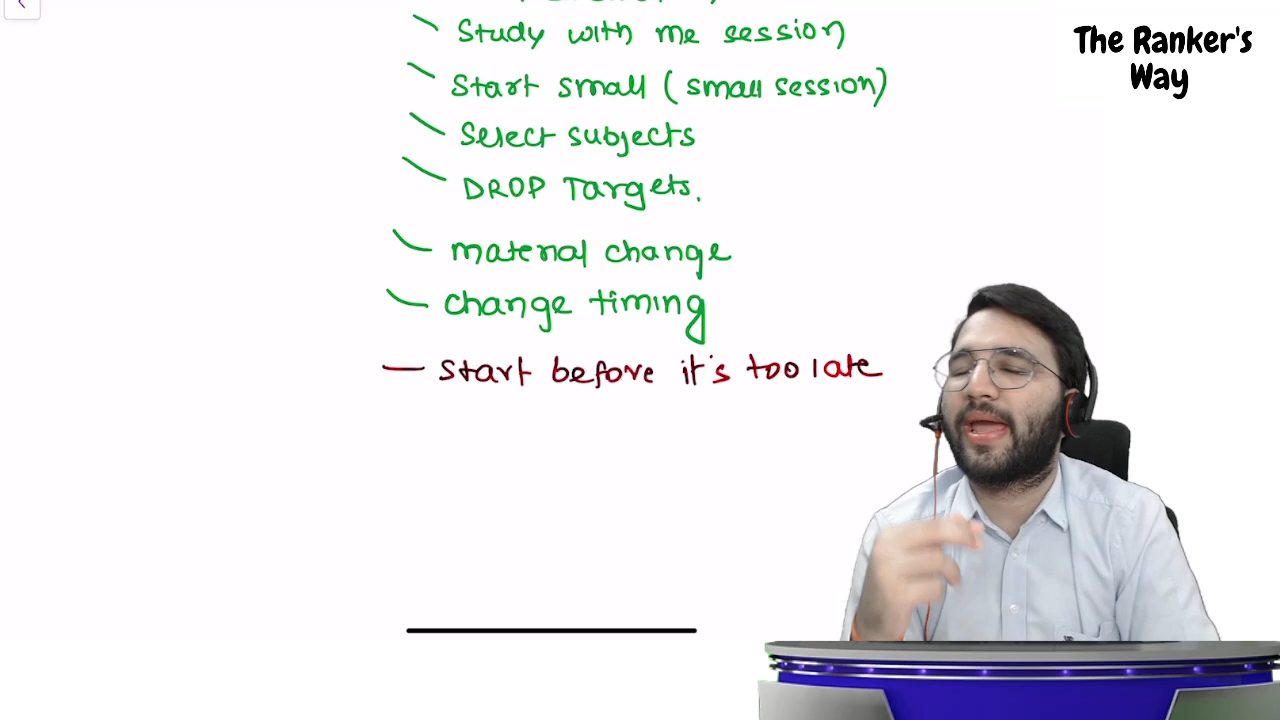 Study with me session
Start small (small session)
Select subjects
DROP Targets.
material change
change timing
Start before it's too late
The Ranker's
Way